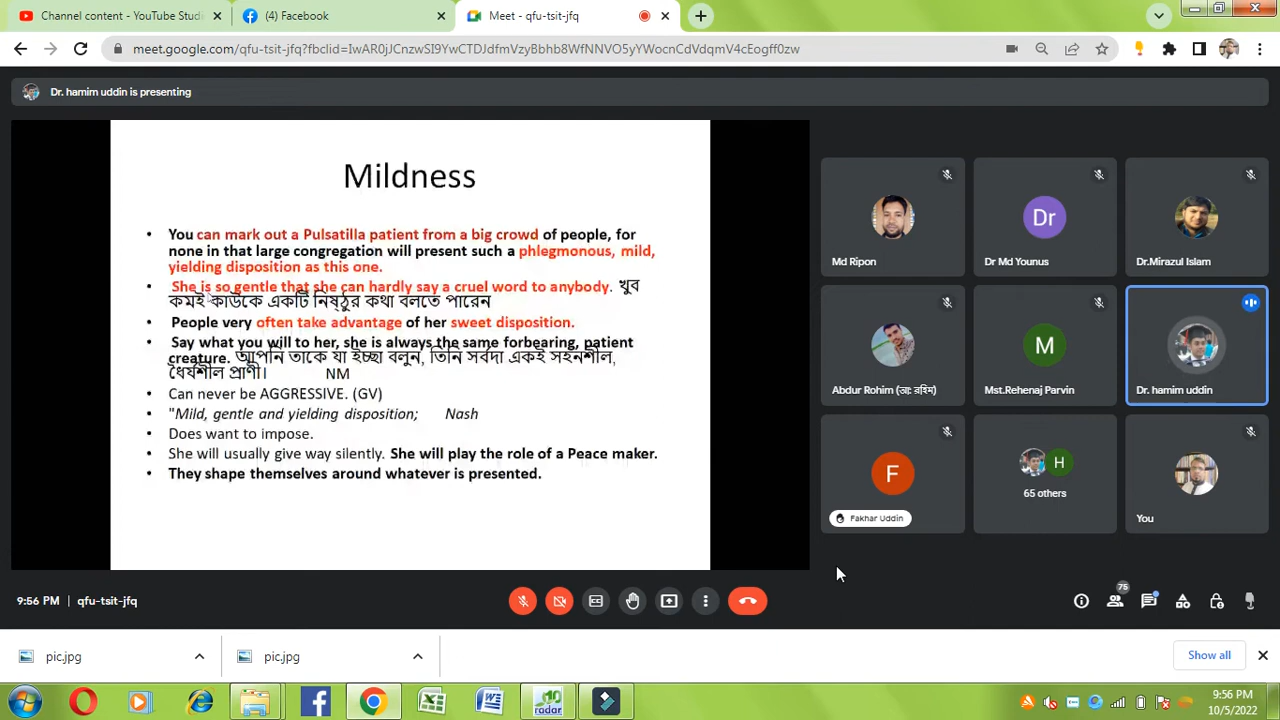 Channel content - YouTube Studi
(4) Facebook
Meet - qfu-tsit-jfq
meet.google.com/qfu-tsit-jfq?fbclid=IwAR0jJCnzwSI9YwCTDJdfmVzyBbhb8WfNNVO5yYWocnCdVdqmV4cEogff0zw
Dr. hamim uddin is presenting
Mildness
• You can mark out a Pulsatilla patient from a big crowd of people, for
none in that large congregation will present such a phlegmonous, mild,
yielding disposition as this one.
• She is so gentle that she can hardly say a cruel word to anybody. খুব
কমই কাউকে একটি নিষ্ঠুর কথা বলতে পারেন
• People very often take advantage of her sweet disposition.
• Say what you will to her, she is always the same forbearing, patient
creature. আপনি তাকে যা ইচ্ছা বলুন, তিনি সর্বদা একই সহনশীল,
ধৈর্যশীল প্রাণী। NM
• Can never be AGGRESSIVE. (GV)
• "Mild, gentle and yielding disposition; Nash
• Does want to impose.
• She will usually give way silently. She will play the role of a Peace maker.
• They shape themselves around whatever is presented.
Md Ripon
Dr
Dr Md Younus
Dr.Mirazul Islam
Abdur Rohim (আঃ রহিম)
M
Mst.Rehenaj Parvin
Dr. hamim uddin
F
Fakhar Uddin
H
65 others
You
9:56 PM | qfu-tsit-jfq
75
pic.jpg
pic.jpg
Show all
10
radar
9:56 PM
10/5/2022